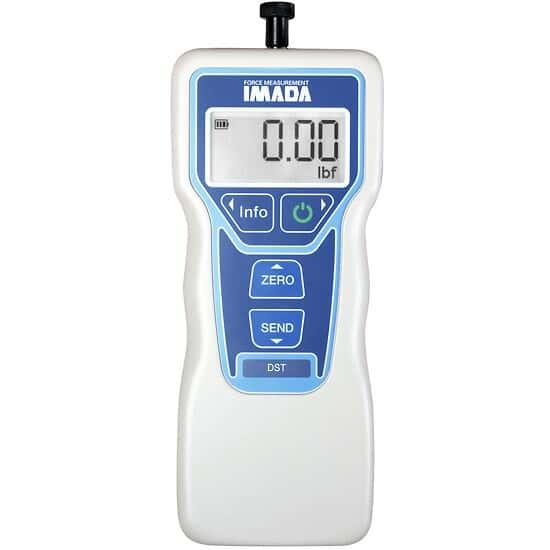 FORCE MEASUREMENT
IMADA
0.00
lbf
Info
ZERO
SEND
DST